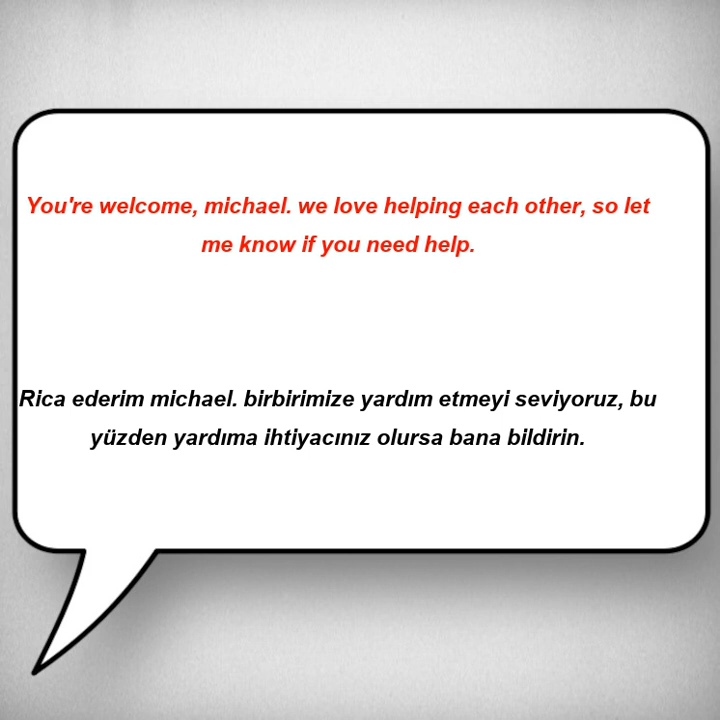 You're welcome, michael. we love helping each other, so let
me know if you need help.
Rica ederim michael. birbirimize yardım etmeyi seviyoruz, bu
yüzden yardıma ihtiyacınız olursa bana bildirin.